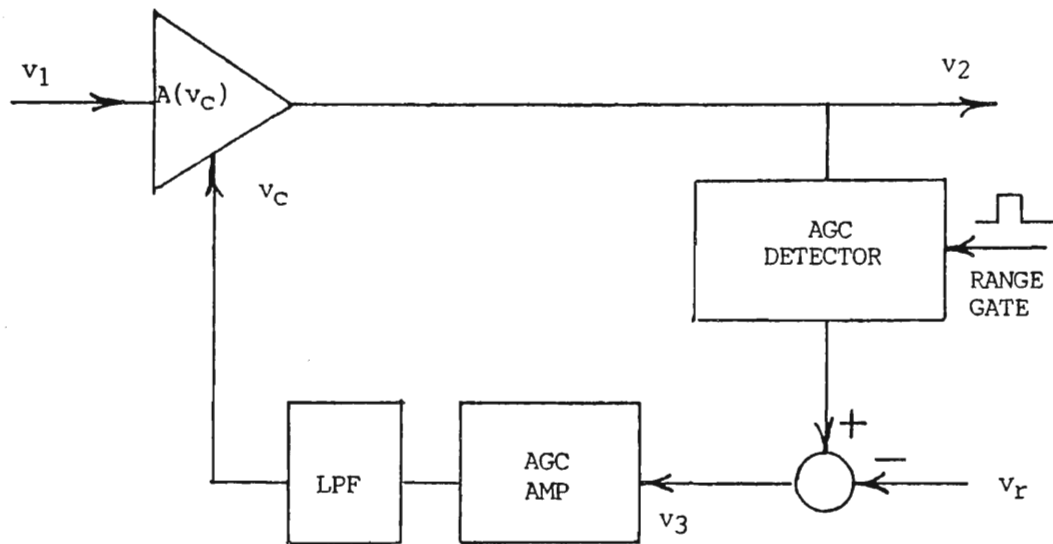 v1
A(vc)
v2
vc
AGC
DETECTOR
RANGE
GATE
+
−
LPF
AGC
AMP
v3
vr